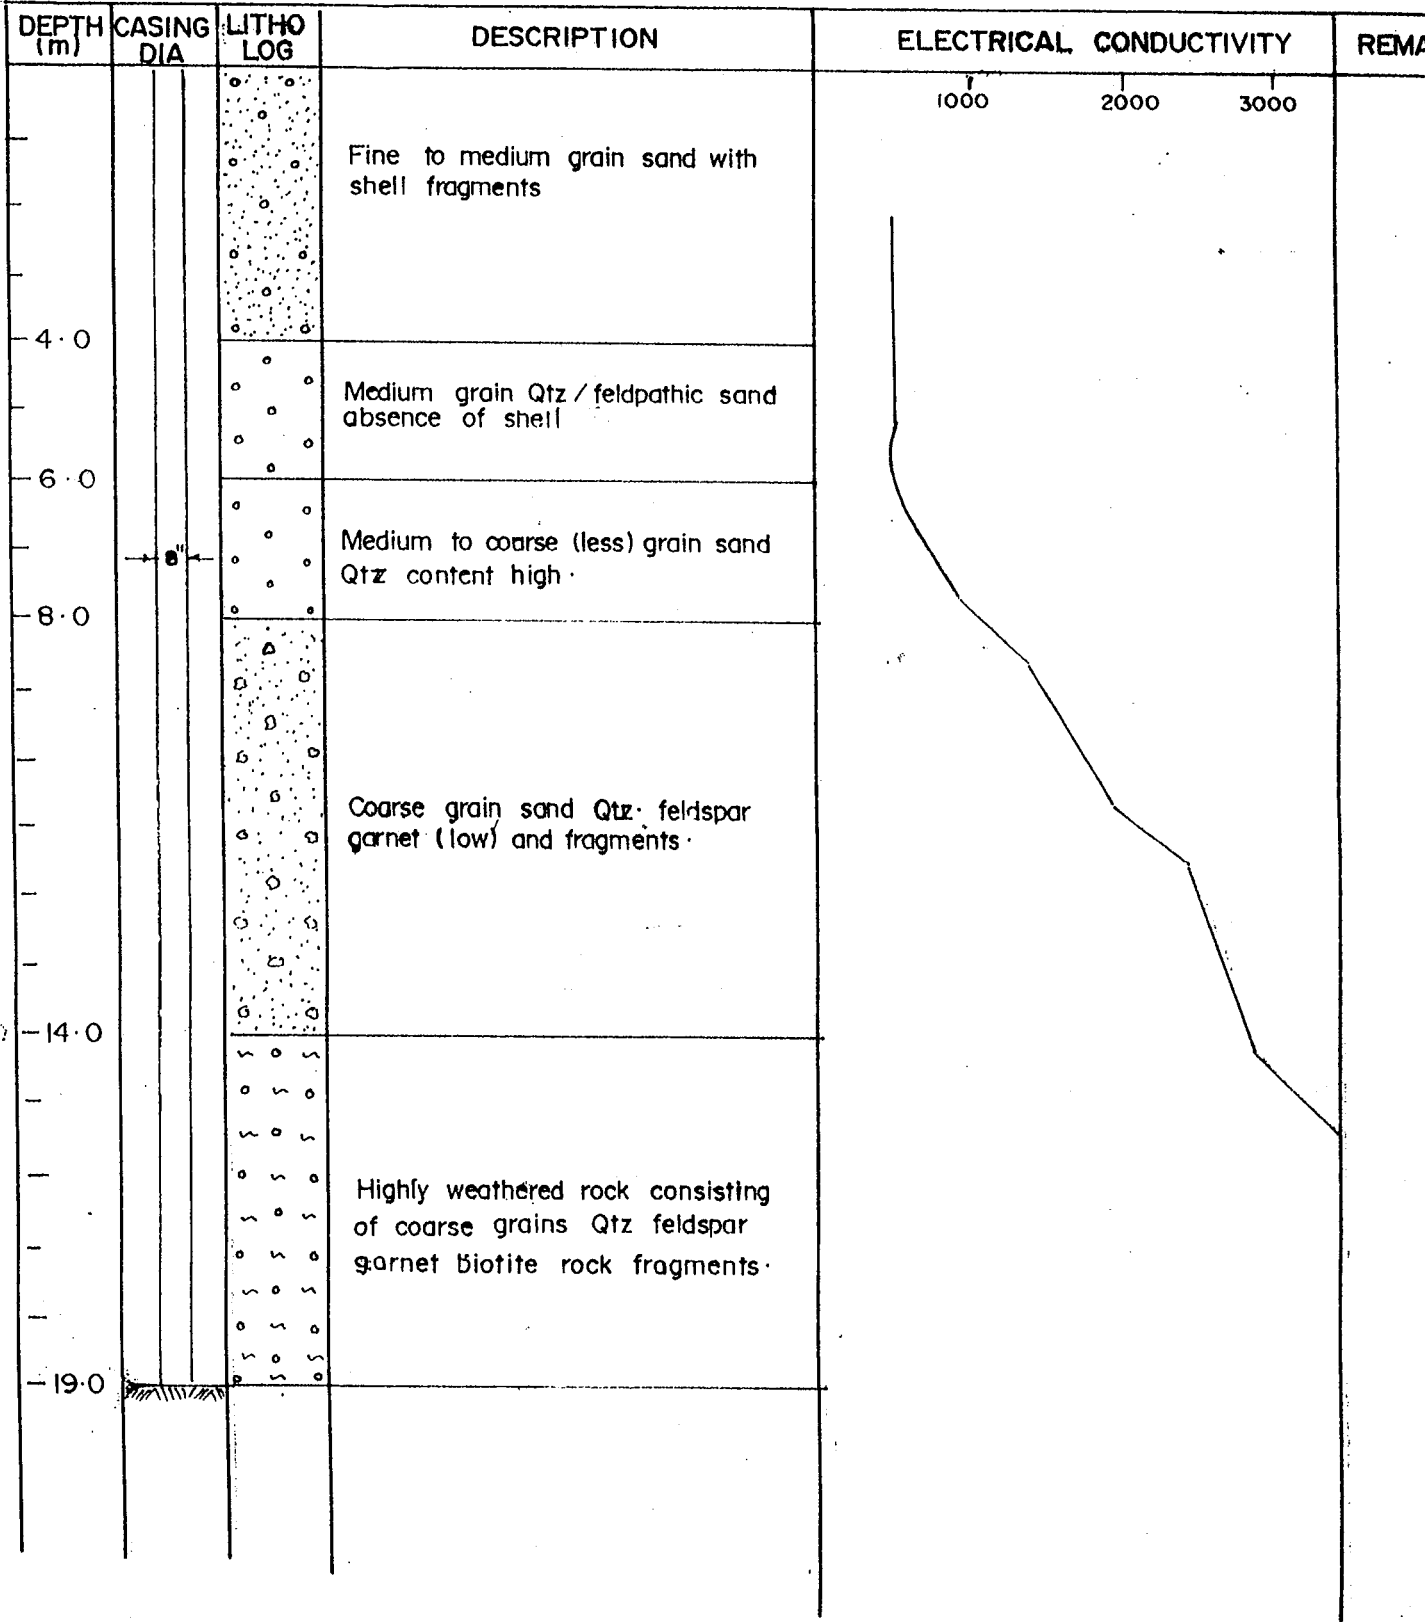 DEPTH (m)
CASING DIA
LITHO LOG
DESCRIPTION
ELECTRICAL CONDUCTIVITY
1000 2000 3000
Fine to medium grain sand with
shell fragments
4.0
Medium grain Qtz / feldpathic sand
absence of shell
6.0
Medium to coarse (less) grain sand
Qtz content high.
8"
8.0
Coarse grain sand Qtz. feldspar
garnet (low) and fragments.
14.0
Highly weathered rock consisting
of coarse grains Qtz feldspar
garnet Biotite rock fragments.
19.0